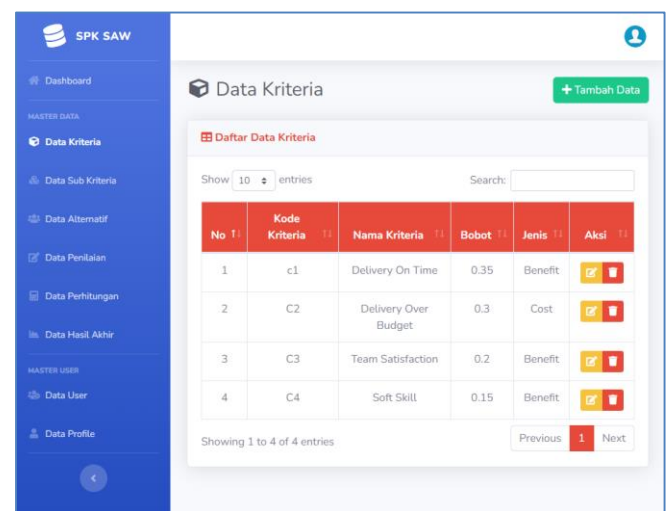 SPK SAW
Dashboard
MASTER DATA
Data Kriteria
Data Sub Kriteria
Data Alternatif
Data Penilaian
Data Perhitungan
Data Hasil Akhir
MASTER USER
Data User
Data Profile
Data Kriteria
+ Tambah Data
Daftar Data Kriteria
Show 10 entries
Search:
No Kode Kriteria Nama Kriteria Bobot Jenis Aksi
1 c1 Delivery On Time 0.35 Benefit
2 C2 Delivery Over Budget 0.3 Cost
3 C3 Team Satisfaction 0.2 Benefit
4 C4 Soft Skill 0.15 Benefit
Showing 1 to 4 of 4 entries
Previous 1 Next